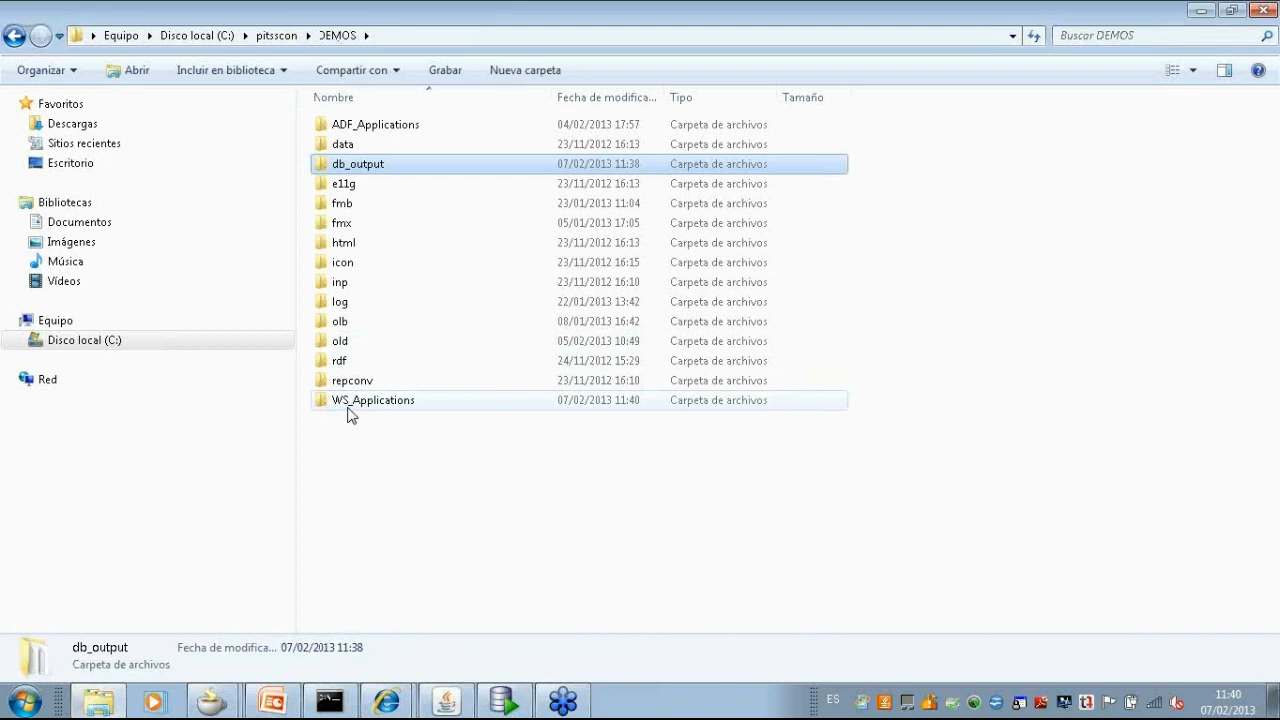 Equipo Disco local (C:) pitsscon DEMOS Buscar DEMOS
Organizar Abrir Incluir en biblioteca Compartir con Grabar Nueva carpeta
Nombre Fecha de modifica... Tipo Tamaño
Favoritos
Descargas
Sitios recientes
Escritorio
Bibliotecas
Documentos
Imágenes
Música
Vídeos
Equipo
Disco local (C:)
Red
ADF_Applications 04/02/2013 17:57 Carpeta de archivos
data 23/11/2012 16:13 Carpeta de archivos
db_output 07/02/2013 11:38 Carpeta de archivos
e11g 23/11/2012 16:13 Carpeta de archivos
fmb 23/01/2013 11:04 Carpeta de archivos
fmx 05/01/2013 17:05 Carpeta de archivos
html 23/11/2012 16:13 Carpeta de archivos
icon 23/11/2012 16:15 Carpeta de archivos
inp 23/11/2012 16:10 Carpeta de archivos
log 22/01/2013 13:42 Carpeta de archivos
olb 08/01/2013 16:42 Carpeta de archivos
old 05/02/2013 10:49 Carpeta de archivos
rdf 24/11/2012 15:29 Carpeta de archivos
repconv 23/11/2012 16:10 Carpeta de archivos
WS_Applications 07/02/2013 11:40 Carpeta de archivos
db_output Fecha de modifica... 07/02/2013 11:38
Carpeta de archivos
ES 11:40
07/02/2013